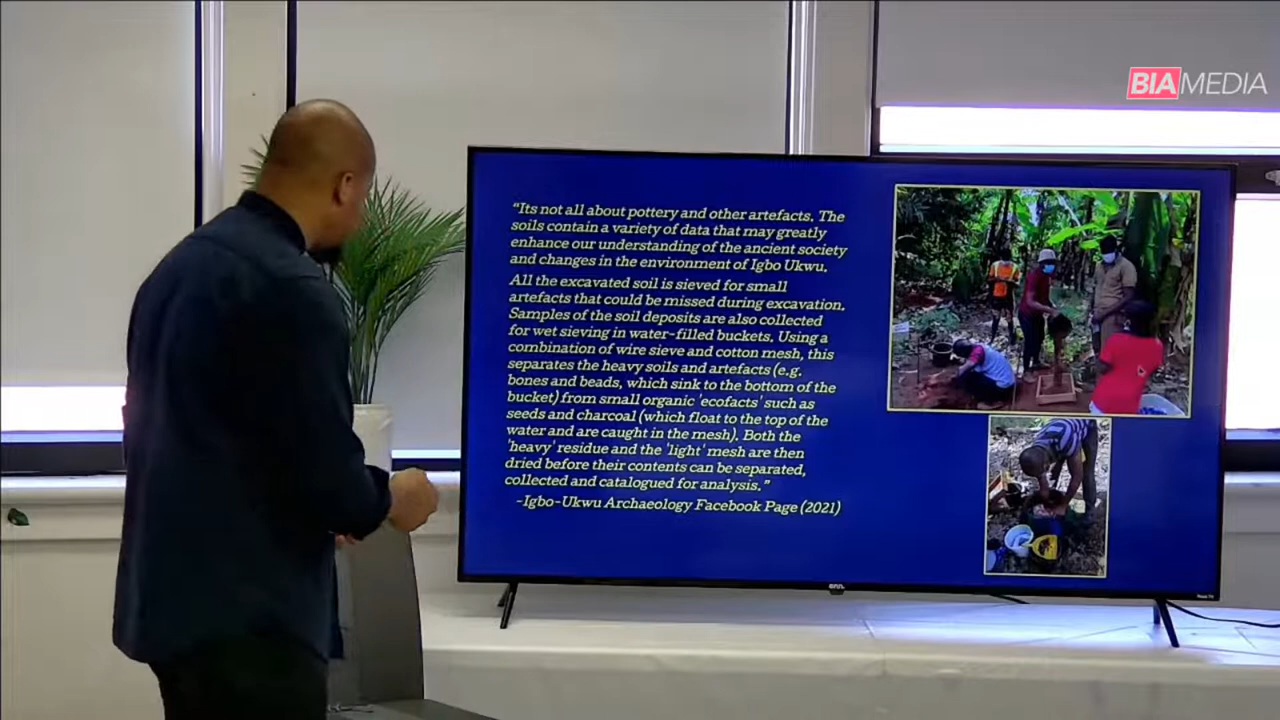 BIAMEDIA
“Its not all about pottery and other artefacts. The
soils contain a variety of data that may greatly
enhance our understanding of the ancient society
and changes in the environment of Igbo Ukwu.
All the excavated soil is sieved for small
artefacts that could be missed during excavation.
Samples of the soil deposits are also collected
for wet sieving in water-filled buckets. Using a
combination of wire sieve and cotton mesh, this
separates the heavy soils and artefacts (e.g.
bones and beads, which sink to the bottom of the
bucket) from small organic 'ecofacts' such as
seeds and charcoal (which float to the top of the
water and are caught in the mesh). Both the
'heavy' residue and the 'light' mesh are then
dried before their contents can be separated,
collected and catalogued for analysis.”
-Igbo-Ukwu Archaeology Facebook Page (2021)
onn.